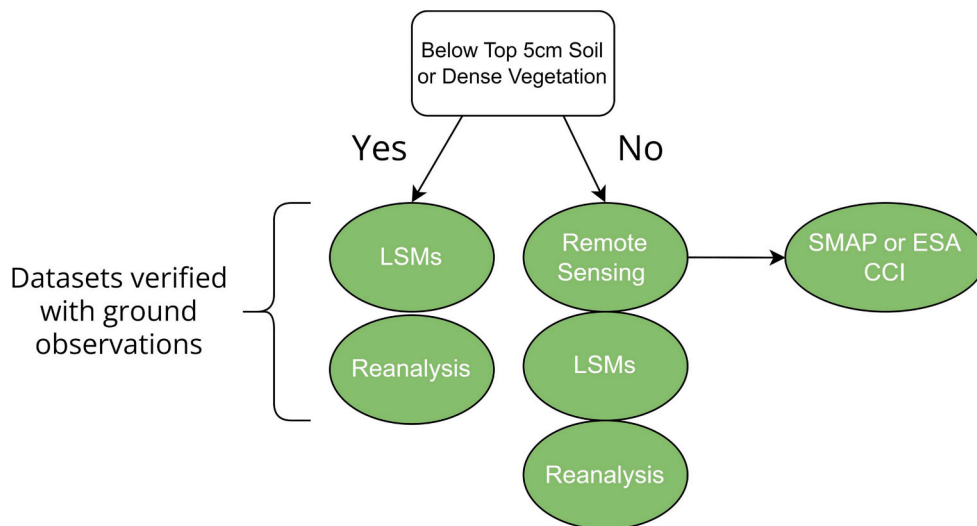 Below Top 5cm Soil
or Dense Vegetation
Yes
No
Datasets verified
with ground
observations
LSMs
Reanalysis
Remote
Sensing
LSMs
Reanalysis
SMAP or ESA
CCI